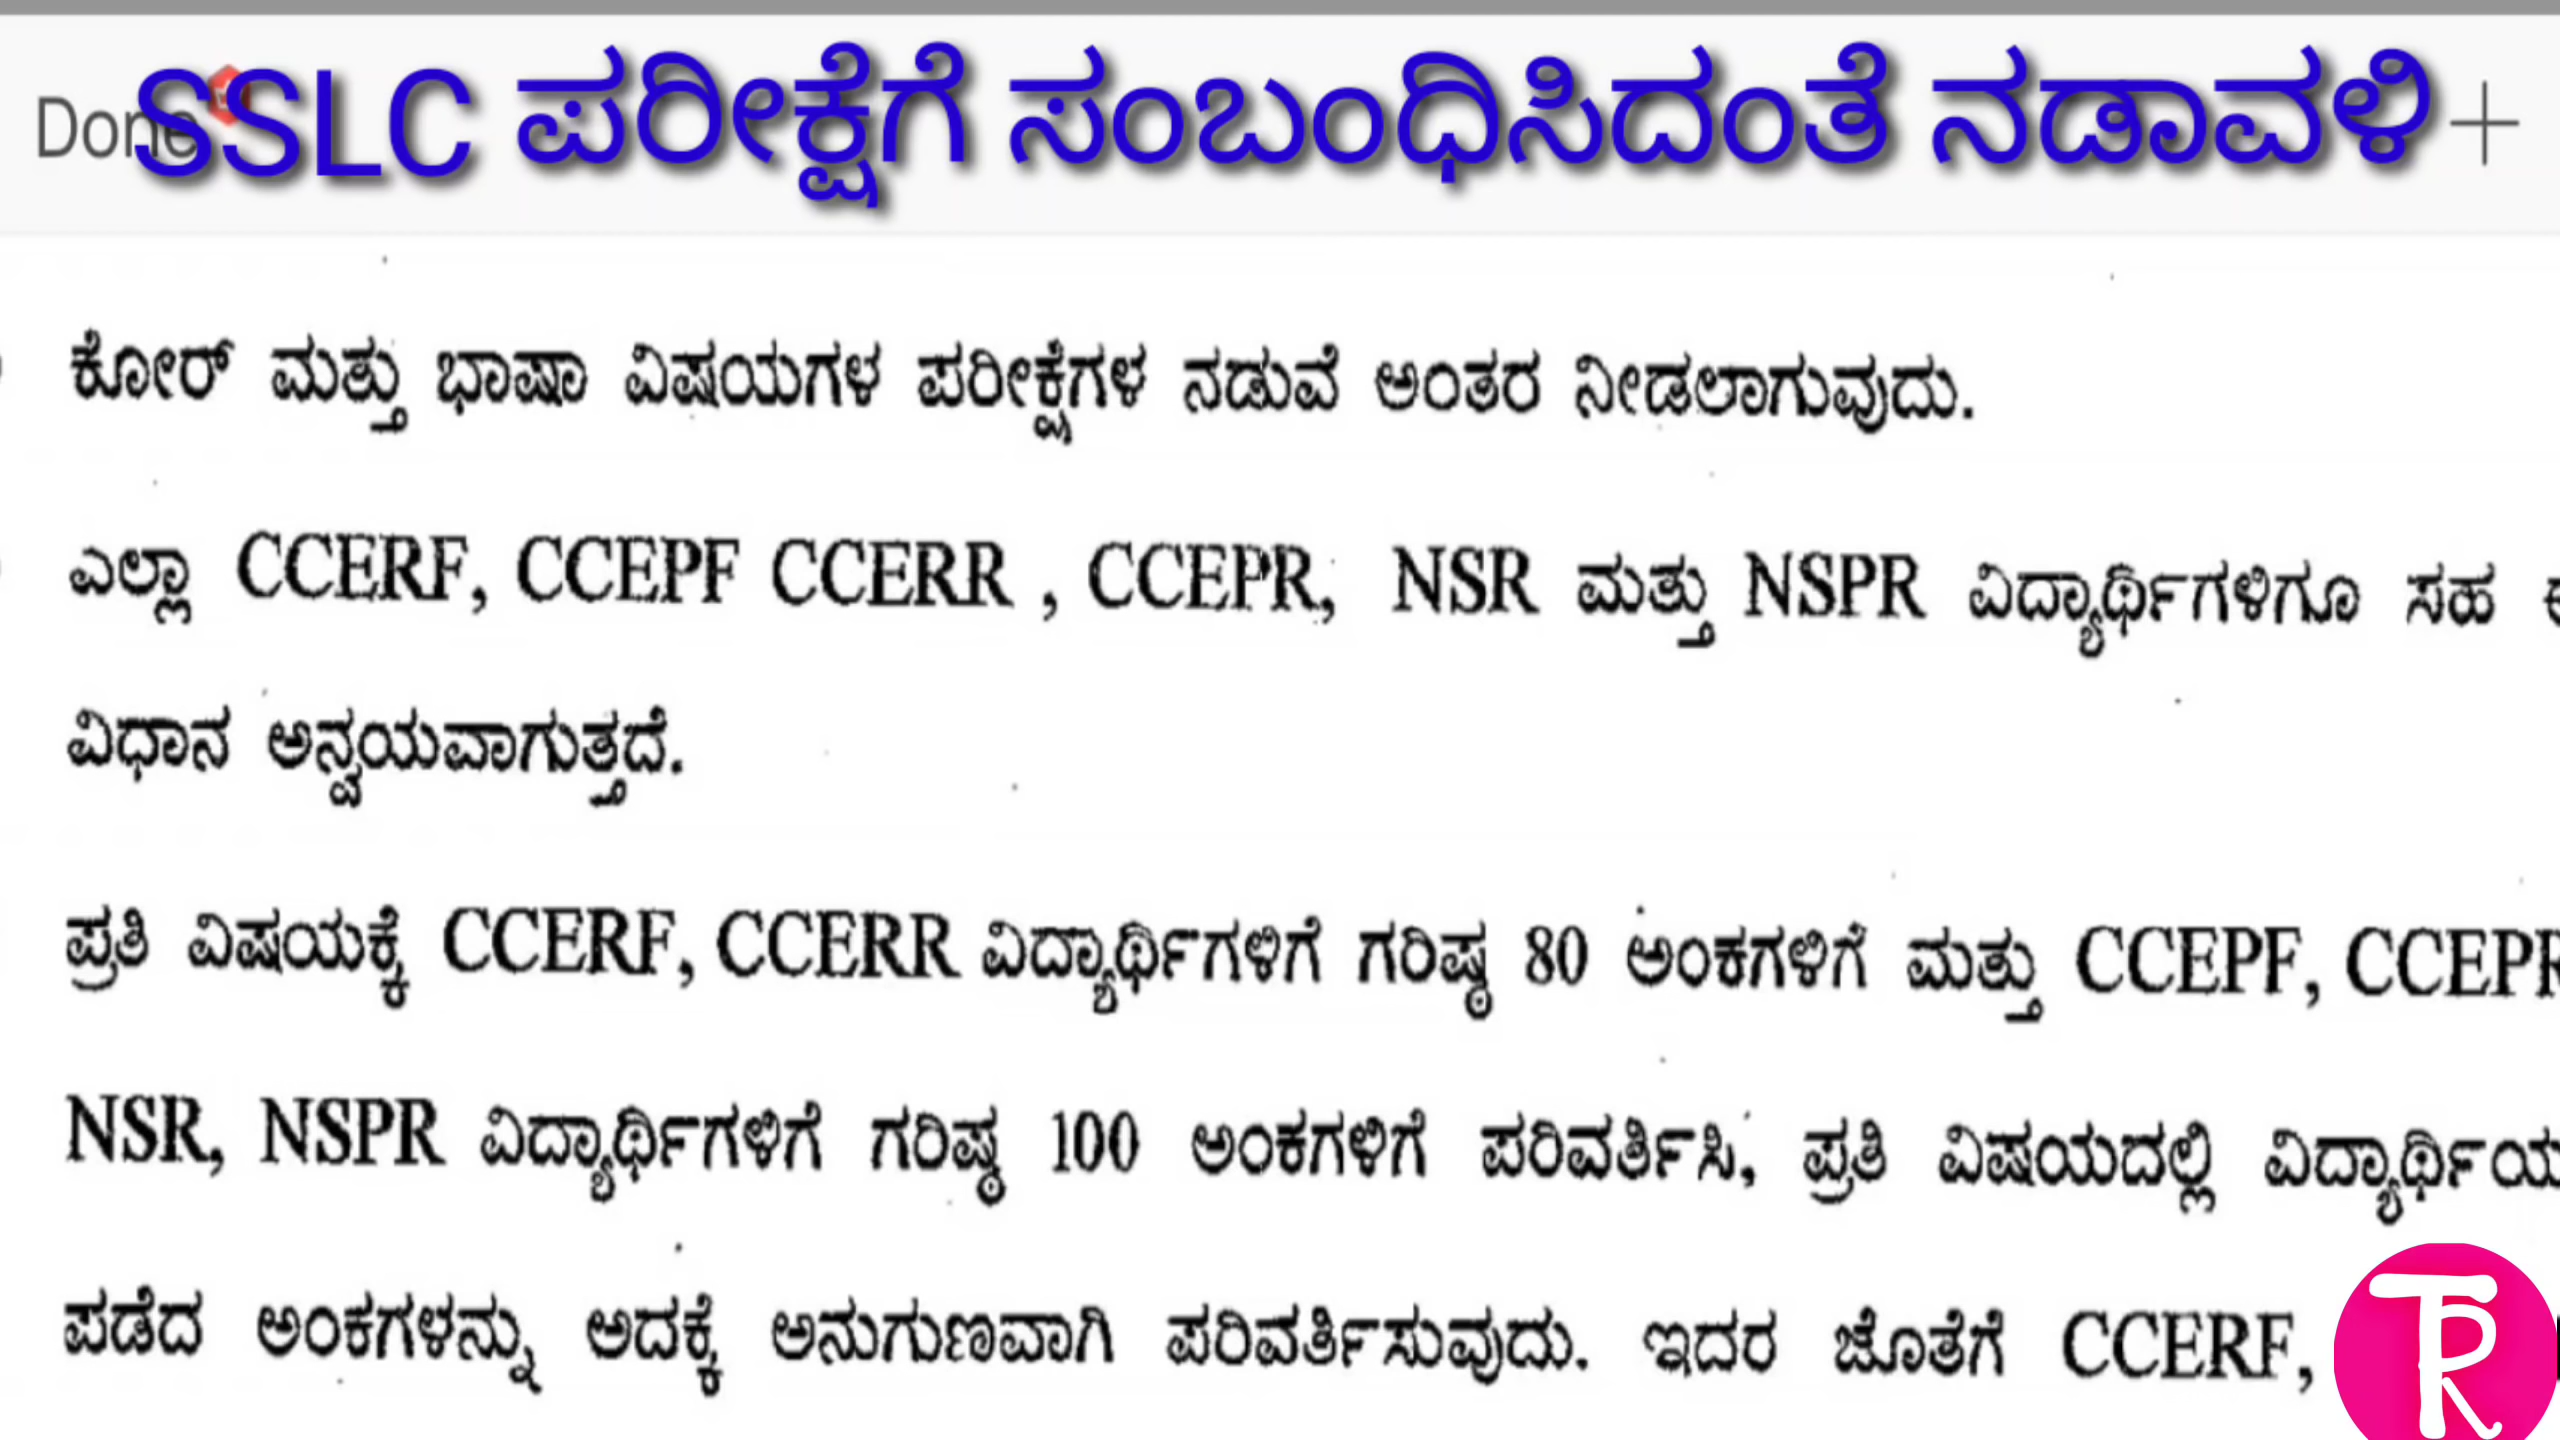 Done SSLC ಪರೀಕ್ಷೆಗೆ ಸಂಬಂಧಿಸಿದಂತೆ ನಡಾವಳಿ
ಕೋರ್ ಮತ್ತು ಭಾಷಾ ವಿಷಯಗಳ ಪರೀಕ್ಷೆಗಳ ನಡುವೆ ಅಂತರ ನೀಡಲಾಗುವುದು.
ಎಲ್ಲಾ CCERF, CCEPF CCERR , CCEPR, NSR ಮತ್ತು NSPR ವಿದ್ಯಾರ್ಥಿಗಳಿಗೂ ಸಹ
ವಿಧಾನ ಅನ್ವಯವಾಗುತ್ತದೆ.
ಪ್ರತಿ ವಿಷಯಕ್ಕೆ CCERF, CCERR ವಿದ್ಯಾರ್ಥಿಗಳಿಗೆ ಗರಿಷ್ಠ 80 ಅಂಕಗಳಿಗೆ ಮತ್ತು CCEPF, CCEPR
NSR, NSPR ವಿದ್ಯಾರ್ಥಿಗಳಿಗೆ ಗರಿಷ್ಠ 100 ಅಂಕಗಳಿಗೆ ಪರಿವರ್ತಿಸಿ, ಪ್ರತಿ ವಿಷಯದಲ್ಲಿ ವಿದ್ಯಾರ್ಥಿಯ
ಪಡೆದ ಅಂಕಗಳನ್ನು ಅದಕ್ಕೆ ಅನುಗುಣವಾಗಿ ಪರಿವರ್ತಿಸುವುದು. ಇದರ ಜೊತೆಗೆ CCERF,